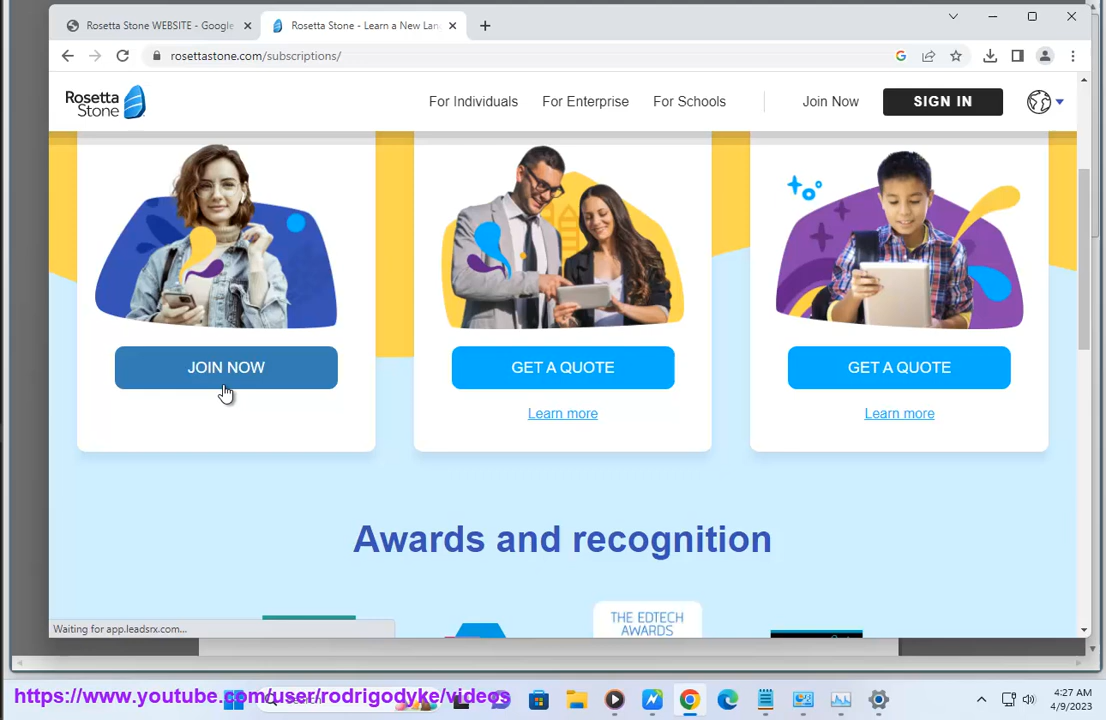 Rosetta Stone WEBSITE - Google
Rosetta Stone - Learn a New Lan
rosettastone.com/subscriptions/
Rosetta
Stone
For Individuals
For Enterprise
For Schools
Join Now
SIGN IN
JOIN NOW
GET A QUOTE
GET A QUOTE
Learn more
Learn more
Awards and recognition
THE EDTECH
AWARDS
Waiting for app.leadsrx.com...
https://www.youtube.com/user/rodrigodyke/videos
Search
4:27 AM
4/9/2023